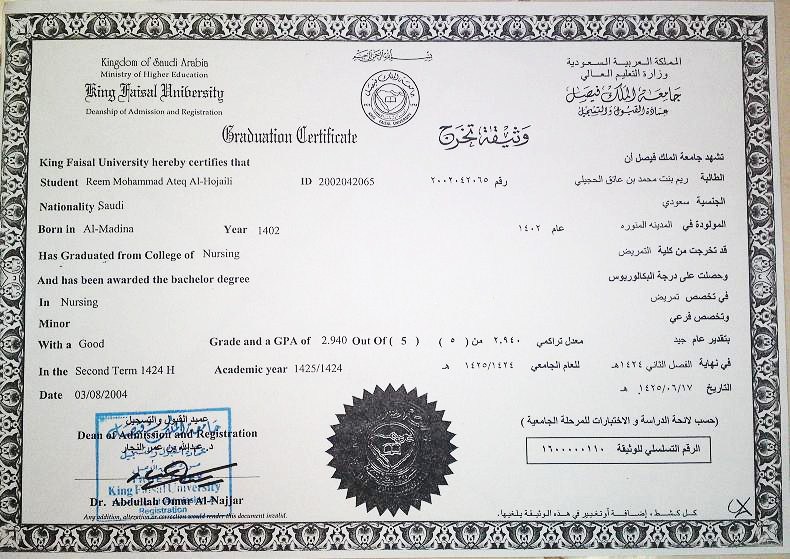 بسم الله الرحمن الرحيم
Kingdom of Saudi Arabia
Ministry of Higher Education
King Faisal University
Deanship of Admission and Registration
المملكة العربية السعودية
وزارة التعليم العالي
جامعة الملك فيصل
عمادة القبول والتسجيل
Graduation Certificate
وثيقة تخرج
King Faisal University hereby certifies that
تشهد جامعة الملك فيصل أن
Student Reem Mohammad Ateq Al-Hojaili ID 2002042065
الطالبة ريم بنت محمد بن عاتق الحجيلي رقم ٢٠٠٢٠٤٢٠٦٥
Nationality Saudi
الجنسية سعودي
Born in Al-Madina Year 1402
المولودة في المدينه المنوره عام ١٤٠٢
Has Graduated from College of Nursing
قد تخرجت من كلية التمريض
And has been awarded the bachelor degree
وحصلت على درجة البكالوريوس
In Nursing
في تخصص تمريض
Minor
وتخصص فرعي
With a Good Grade and a GPA of 2.940 Out Of ( 5 )
بتقدير عام جيد معدل تراكمي ٢.٩٤٠ من ( ٥ )
In the Second Term 1424 H Academic year 1425/1424
في نهاية الفصل الثاني ١٤٢٤هـ للعام الجامعي ١٤٢٥/١٤٢٤ هـ
Date 03/08/2004
التاريخ ١٤٢٥/٠٦/١٧ هـ
عميد القبول والتسجيل
Dean of Admission and Registration
د. عبدالله بن عمر النجار
King Faisal University
Registration
Dr. Abdullah Omar Al-Najjar
(حسب لائحة الدراسة و الاختبارات للمرحلة الجامعية )
الرقم التسلسلي للوثيقة ١٦٠٠٠٠٠١١٠
Any addition, alteration or correction would render this document invalid.
كل كشط، إضافة أو تغيير في هذه الوثيقة يلغيها.